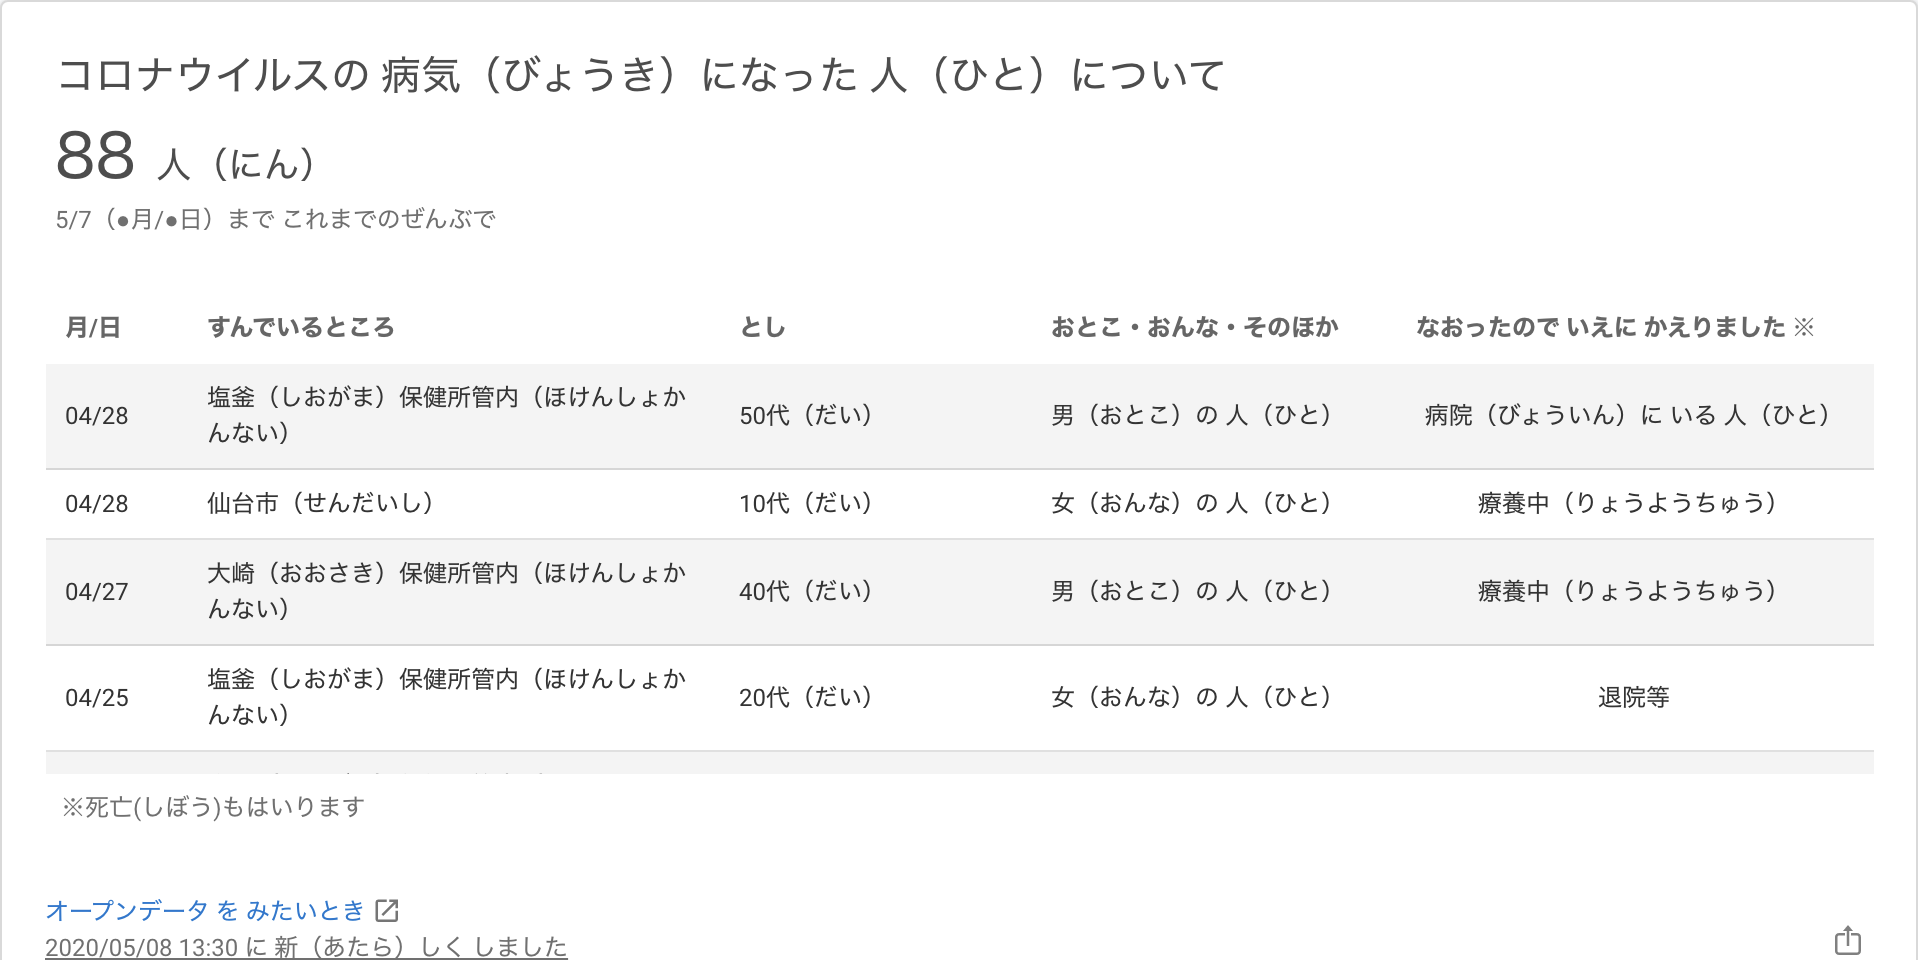 コロナウイルスの 病気（びょうき）になった 人（ひと）について
88 人（にん）
5/7（●月/●日）まで これまでのぜんぶで
月/日 すんでいるところ とし おとこ・おんな・そのほか なおったので いえに かえりました ※
04/28 塩釜（しおがま）保健所管内（ほけんしょか
んない） 50代（だい） 男（おとこ）の 人（ひと） 病院（びょういん）に いる 人（ひと）
04/28 仙台市（せんだいし） 10代（だい） 女（おんな）の 人（ひと） 療養中（りょうようちゅう）
04/27 大崎（おおさき）保健所管内（ほけんしょか
んない） 40代（だい） 男（おとこ）の 人（ひと） 療養中（りょうようちゅう）
04/25 塩釜（しおがま）保健所管内（ほけんしょか
んない） 20代（だい） 女（おんな）の 人（ひと） 退院等
※死亡(しぼう)もはいります
オープンデータ を みたいとき
2020/05/08 13:30 に 新（あたら）しく しました